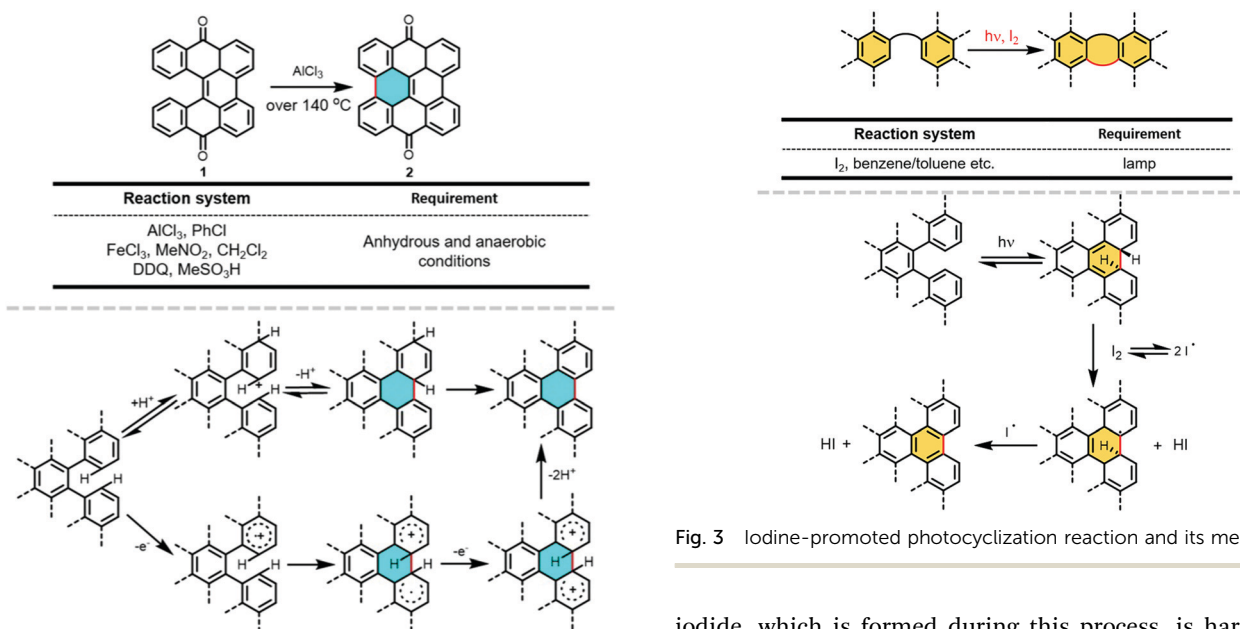 O
O
AlCl3
over 140 °C
O
O
1
2
Reaction system
Requirement
AlCl3, PhCl
FeCl3, MeNO2, CH2Cl2
DDQ, MeSO3H
Anhydrous and anaerobic
conditions
H
H
+H+
H + H
-H+
H
H
H
-2H+
-e-
·+
H
+
H H
·
-e-
+
H H
+
hν, I2
Reaction system
Requirement
I2, benzene/toluene etc.
lamp
hν
H
H
I2
2 I·
HI +
I·
H
+ HI
Fig. 3 Iodine-promoted photocyclization reaction and its me
iodide, which is formed during this process, is har